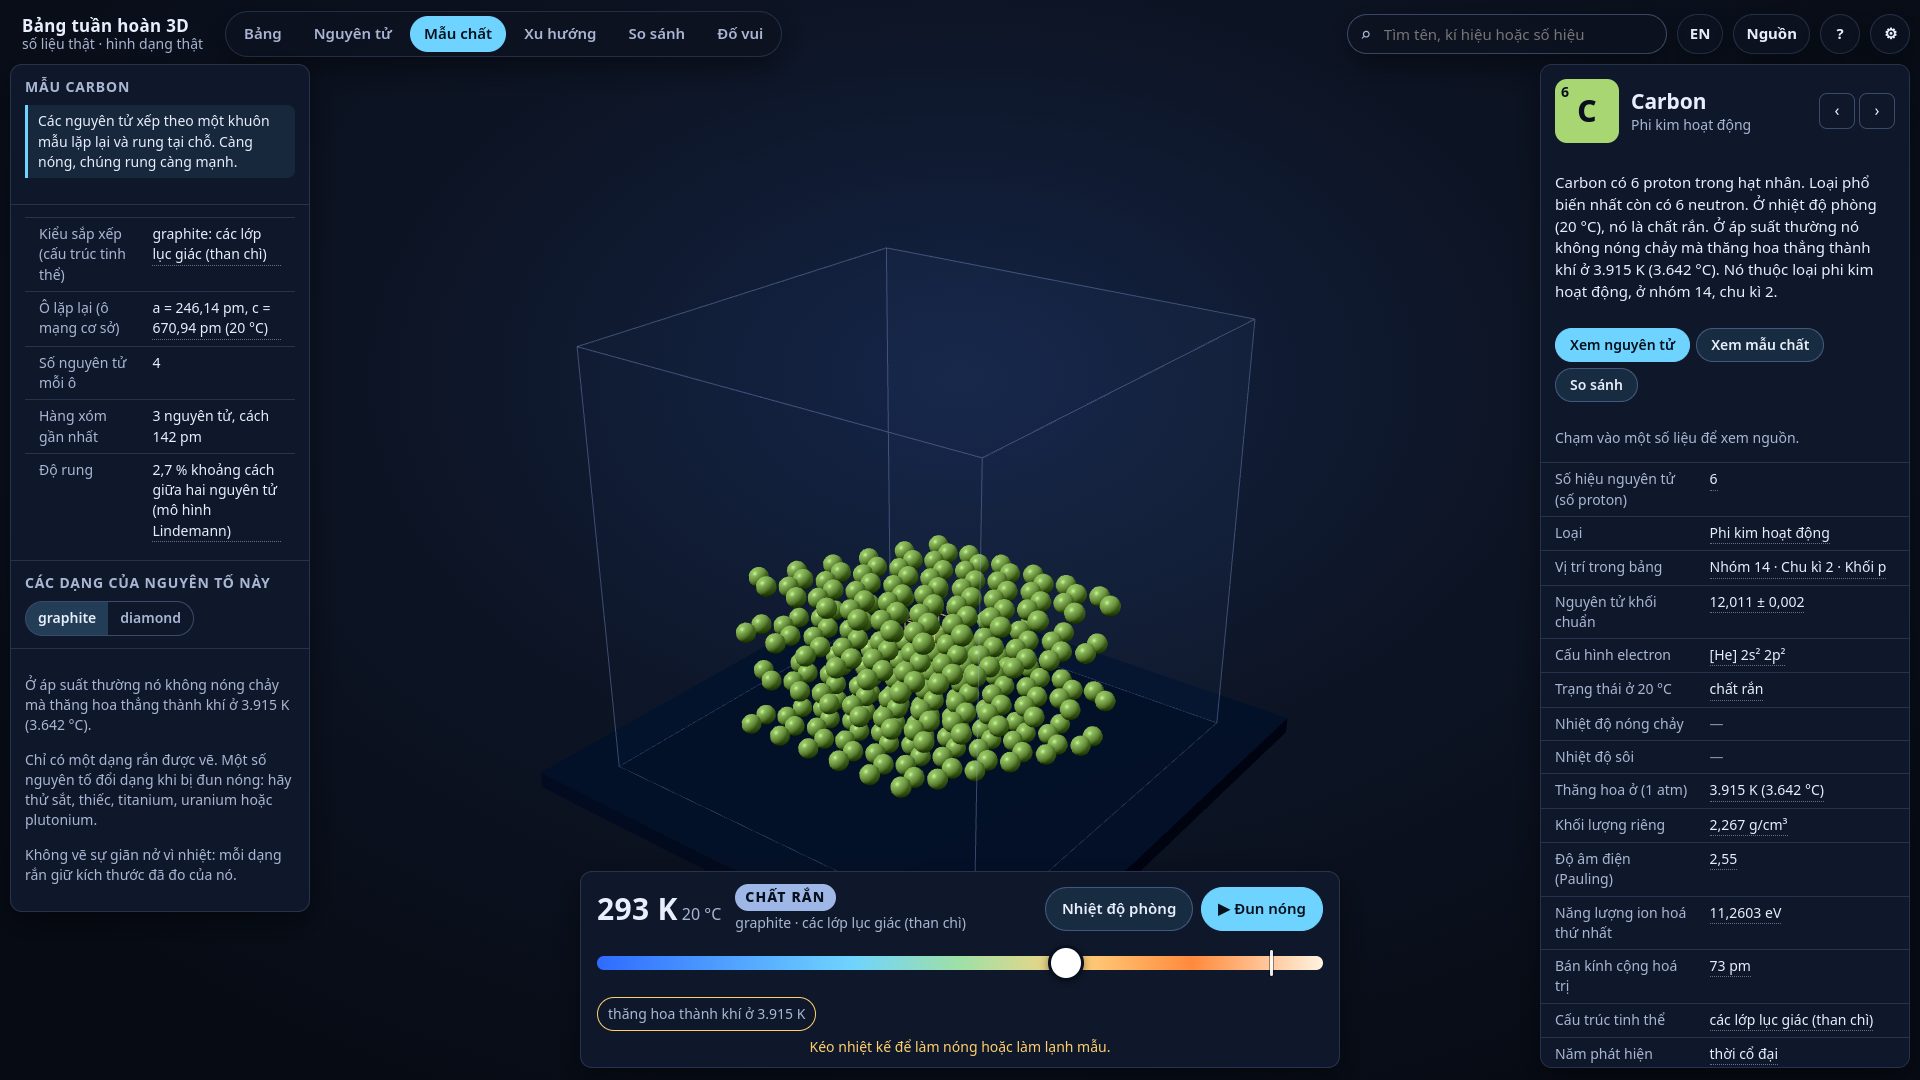 Bảng tuần hoàn 3D
số liệu thật · hình dạng thật
Bảng
Nguyên tử
Mẫu chất
Xu hướng
So sánh
Đố vui
Tìm tên, kí hiệu hoặc số hiệu
EN
Nguồn
?
MẪU CARBON
Các nguyên tử xếp theo một khuôn
mẫu lặp lại và rung tại chỗ. Càng
nóng, chúng rung càng mạnh.
Kiểu sắp xếp
(cấu trúc tinh
thể)
graphite: các lớp
lục giác (than chì)
Ô lặp lại (ô
mạng cơ sở)
a = 246,14 pm, c =
670,94 pm (20 °C)
Số nguyên tử
mỗi ô
4
Hàng xóm
gần nhất
3 nguyên tử, cách
142 pm
Độ rung
2,7 % khoảng cách
giữa hai nguyên tử
(mô hình
Lindemann)
CÁC DẠNG CỦA NGUYÊN TỐ NÀY
graphite
diamond
Ở áp suất thường nó không nóng chảy
mà thăng hoa thẳng thành khí ở 3.915 K
(3.642 °C).
Chỉ có một dạng rắn được vẽ. Một số
nguyên tố đổi dạng khi bị đun nóng: hãy
thử sắt, thiếc, titanium, uranium hoặc
plutonium.
Không vẽ sự giãn nở vì nhiệt: mỗi dạng
rắn giữ kích thước đã đo của nó.
293 K 20 °C
CHẤT RẮN
graphite · các lớp lục giác (than chì)
Nhiệt độ phòng
▶ Đun nóng
thăng hoa thành khí ở 3.915 K
Kéo nhiệt kế để làm nóng hoặc làm lạnh mẫu.
6
C
Carbon
Phi kim hoạt động
‹
›
Carbon có 6 proton trong hạt nhân. Loại phổ
biến nhất còn có 6 neutron. Ở nhiệt độ phòng
(20 °C), nó là chất rắn. Ở áp suất thường nó
không nóng chảy mà thăng hoa thẳng thành
khí ở 3.915 K (3.642 °C). Nó thuộc loại phi kim
hoạt động, ở nhóm 14, chu kì 2.
Xem nguyên tử
Xem mẫu chất
So sánh
Chạm vào một số liệu để xem nguồn.
Số hiệu nguyên tử
(số proton)
6
Loại
Phi kim hoạt động
Vị trí trong bảng
Nhóm 14 · Chu kì 2 · Khối p
Nguyên tử khối
chuẩn
12,011 ± 0,002
Cấu hình electron
[He] 2s² 2p²
Trạng thái ở 20 °C
chất rắn
Nhiệt độ nóng chảy
—
Nhiệt độ sôi
—
Thăng hoa ở (1 atm)
3.915 K (3.642 °C)
Khối lượng riêng
2,267 g/cm³
Độ âm điện
(Pauling)
2,55
Năng lượng ion hoá
thứ nhất
11,2603 eV
Bán kính cộng hoá
trị
73 pm
Cấu trúc tinh thể
các lớp lục giác (than chì)
Năm phát hiện
thời cổ đại